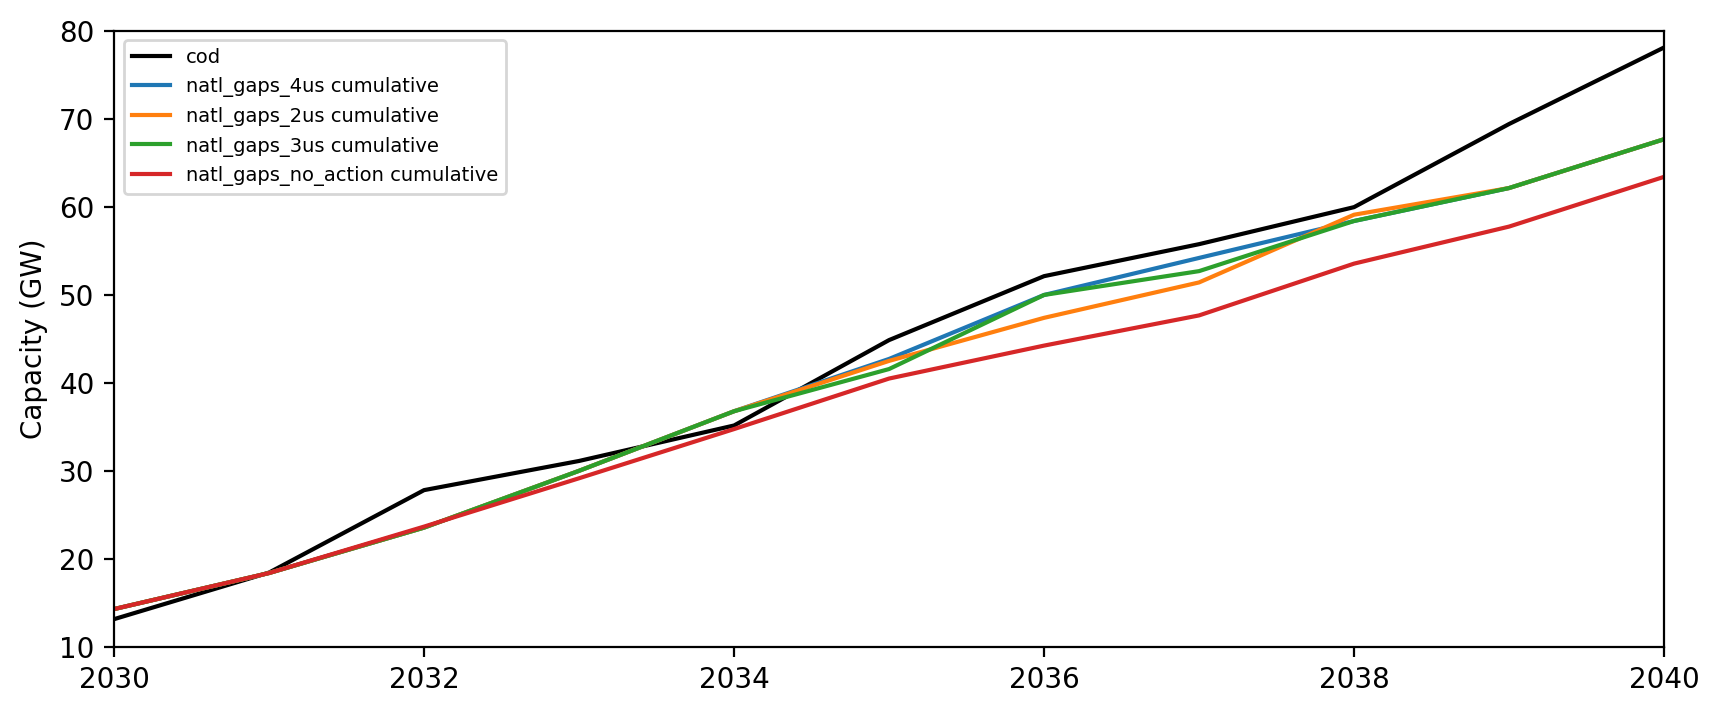 80
70
60
50
40
30
20
10
Capacity (GW)
cod
natl_gaps_4us cumulative
natl_gaps_2us cumulative
natl_gaps_3us cumulative
natl_gaps_no_action cumulative
2030 2032 2034 2036 2038 2040